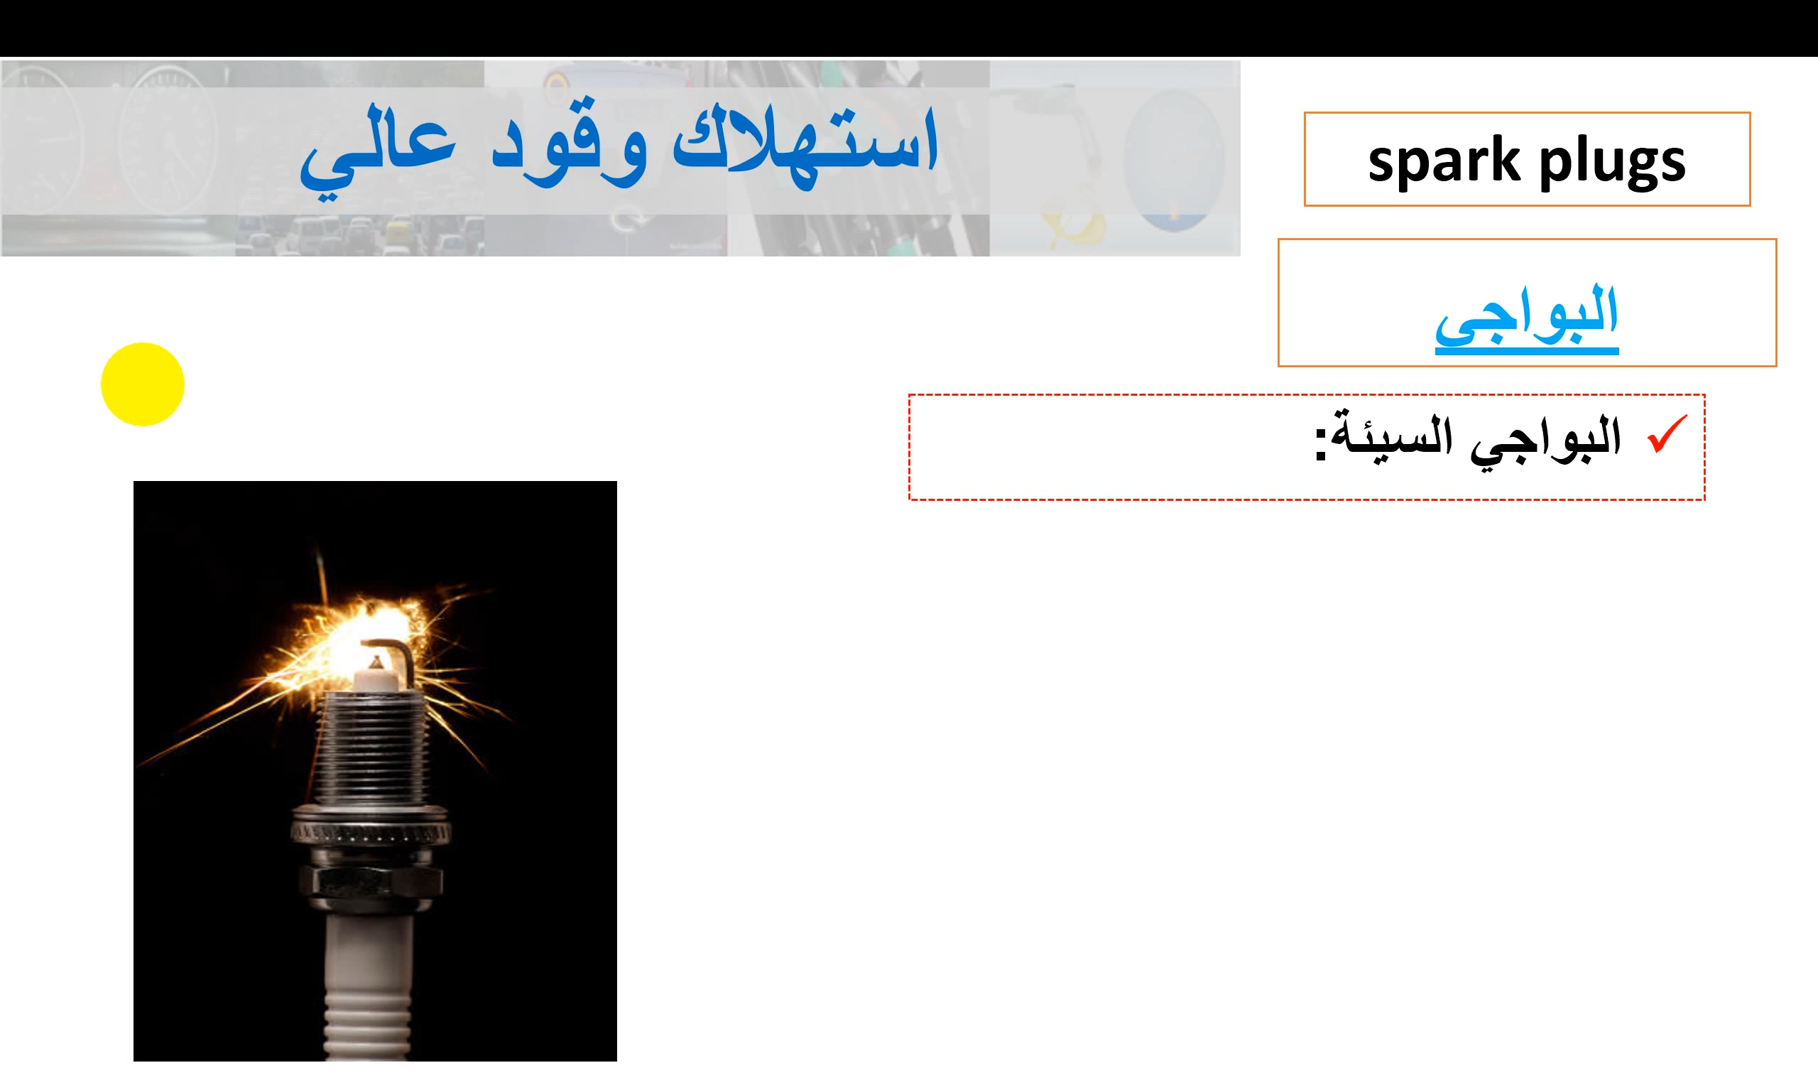 استهلاك وقود عالي
spark plugs
البواجي
✓ البواجي السيئة: